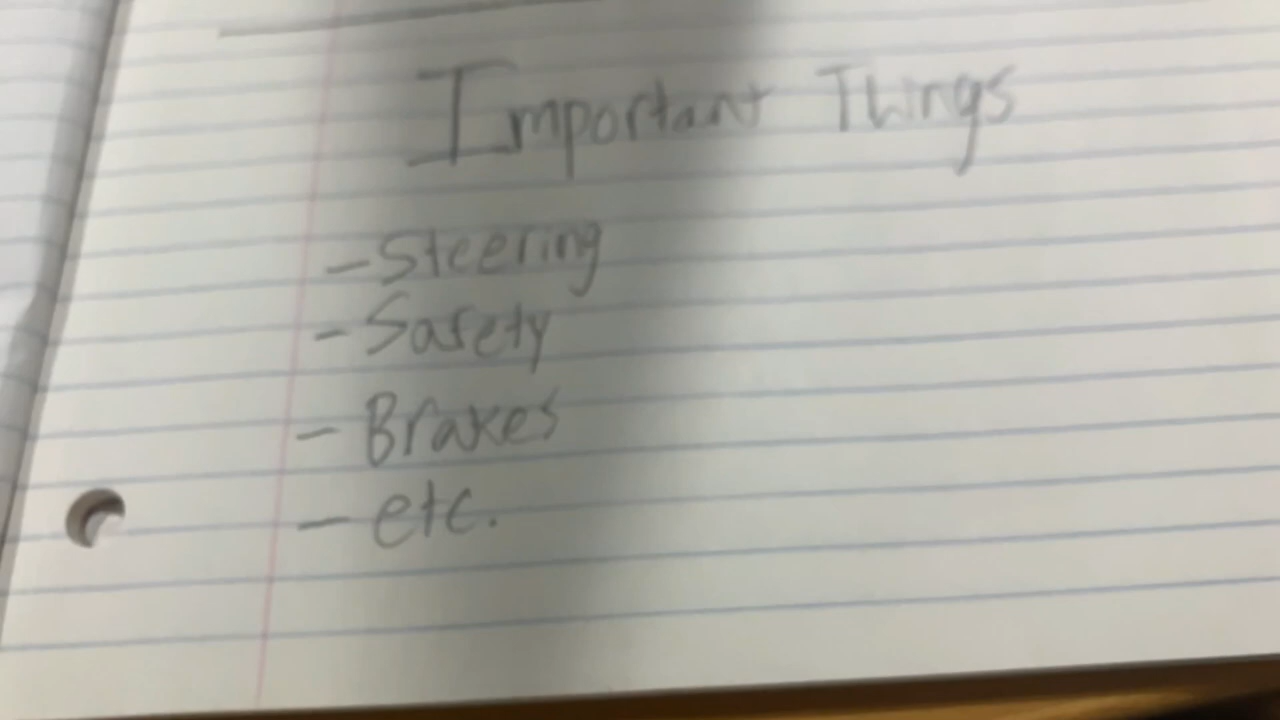 Important Things
- Steering
- Safety
- Brakes
- etc.